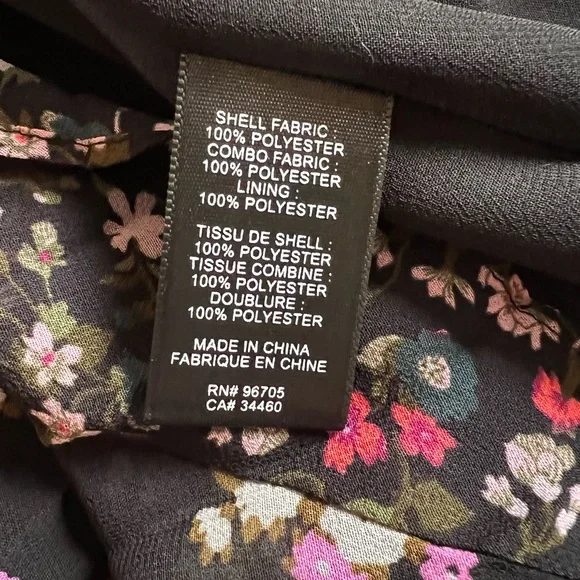 SHELL FABRIC :
100% POLYESTER
COMBO FABRIC :
100% POLYESTER
LINING :
100% POLYESTER
TISSU DE SHELL :
100% POLYESTER
TISSUE COMBINE :
100% POLYESTER
DOUBLURE :
100% POLYESTER
MADE IN CHINA
FABRIQUE EN CHINE
RN# 96705
CA# 34460